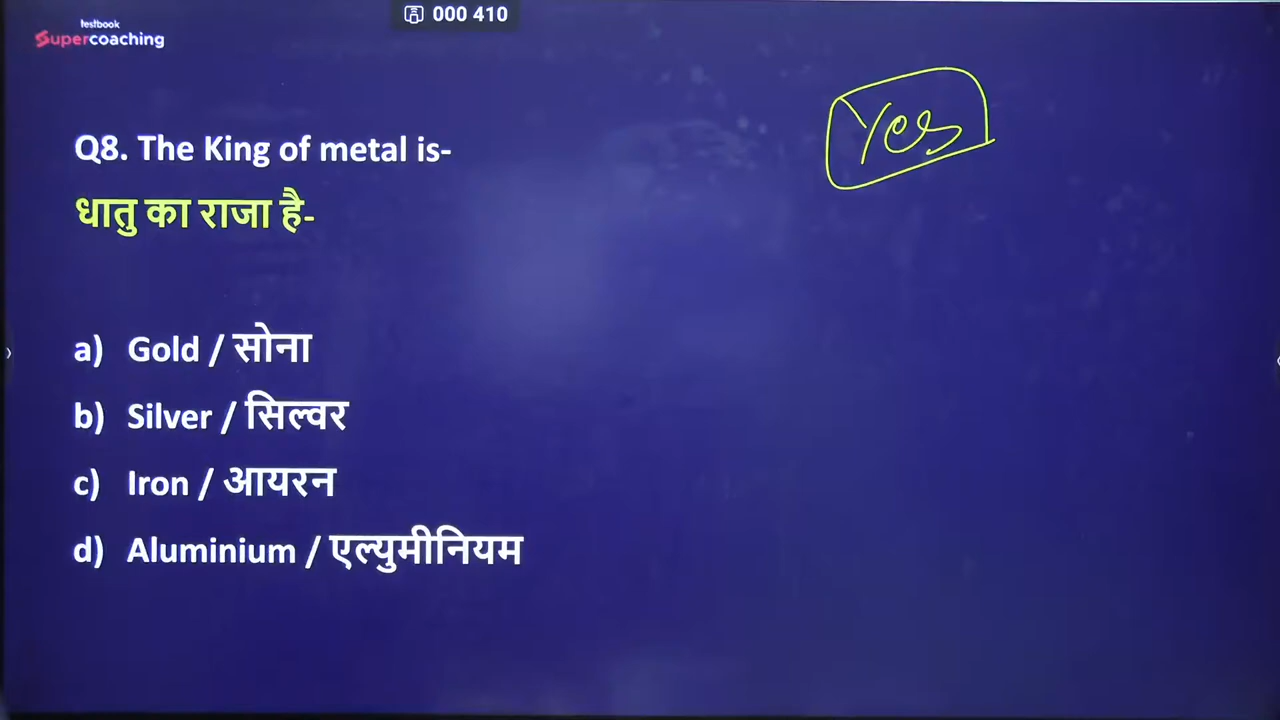 testbook
Supercoaching
000 410
Yes
Q8. The King of metal is-
धातु का राजा है-
a) Gold / सोना
b) Silver / सिल्वर
c) Iron / आयरन
d) Aluminium / एल्युमीनियम